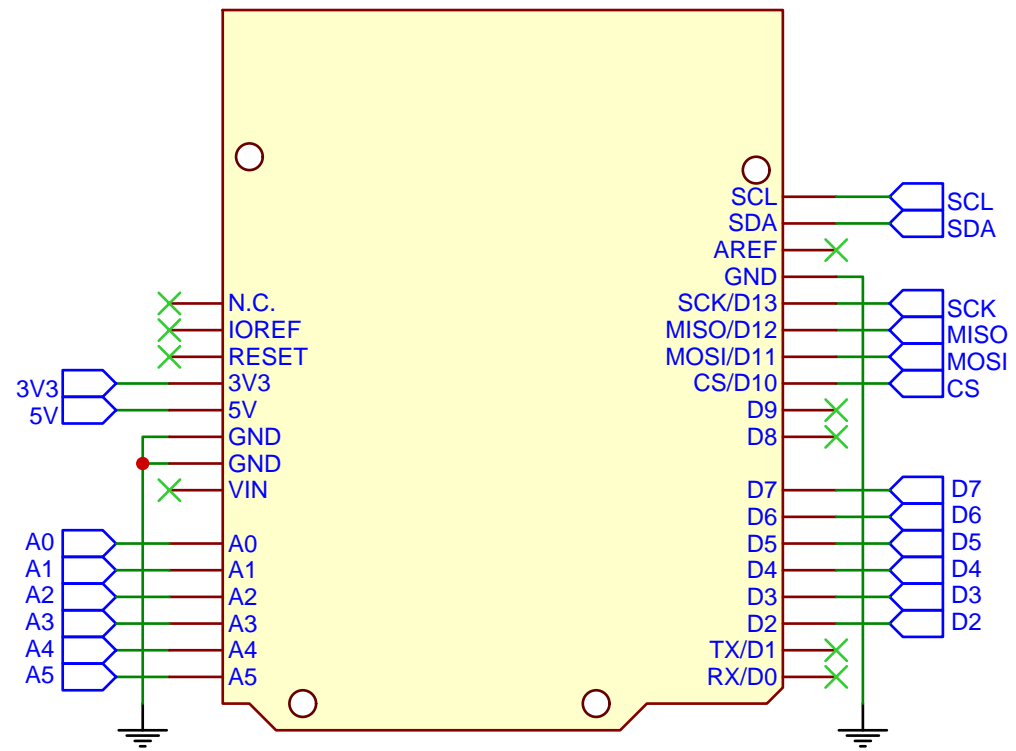 SCL SCL
SDA SDA
AREF
GND
N.C. SCK/D13 SCK
IOREF MISO/D12 MISO
RESET MOSI/D11 MOSI
3V3 3V3 CS/D10 CS
5V 5V D9
GND D8
GND
VIN D7 D7
D6 D6
A0 A0 D5 D5
A1 A1 D4 D4
A2 A2 D3 D3
A3 A3 D2 D2
A4 A4 TX/D1
A5 A5 RX/D0